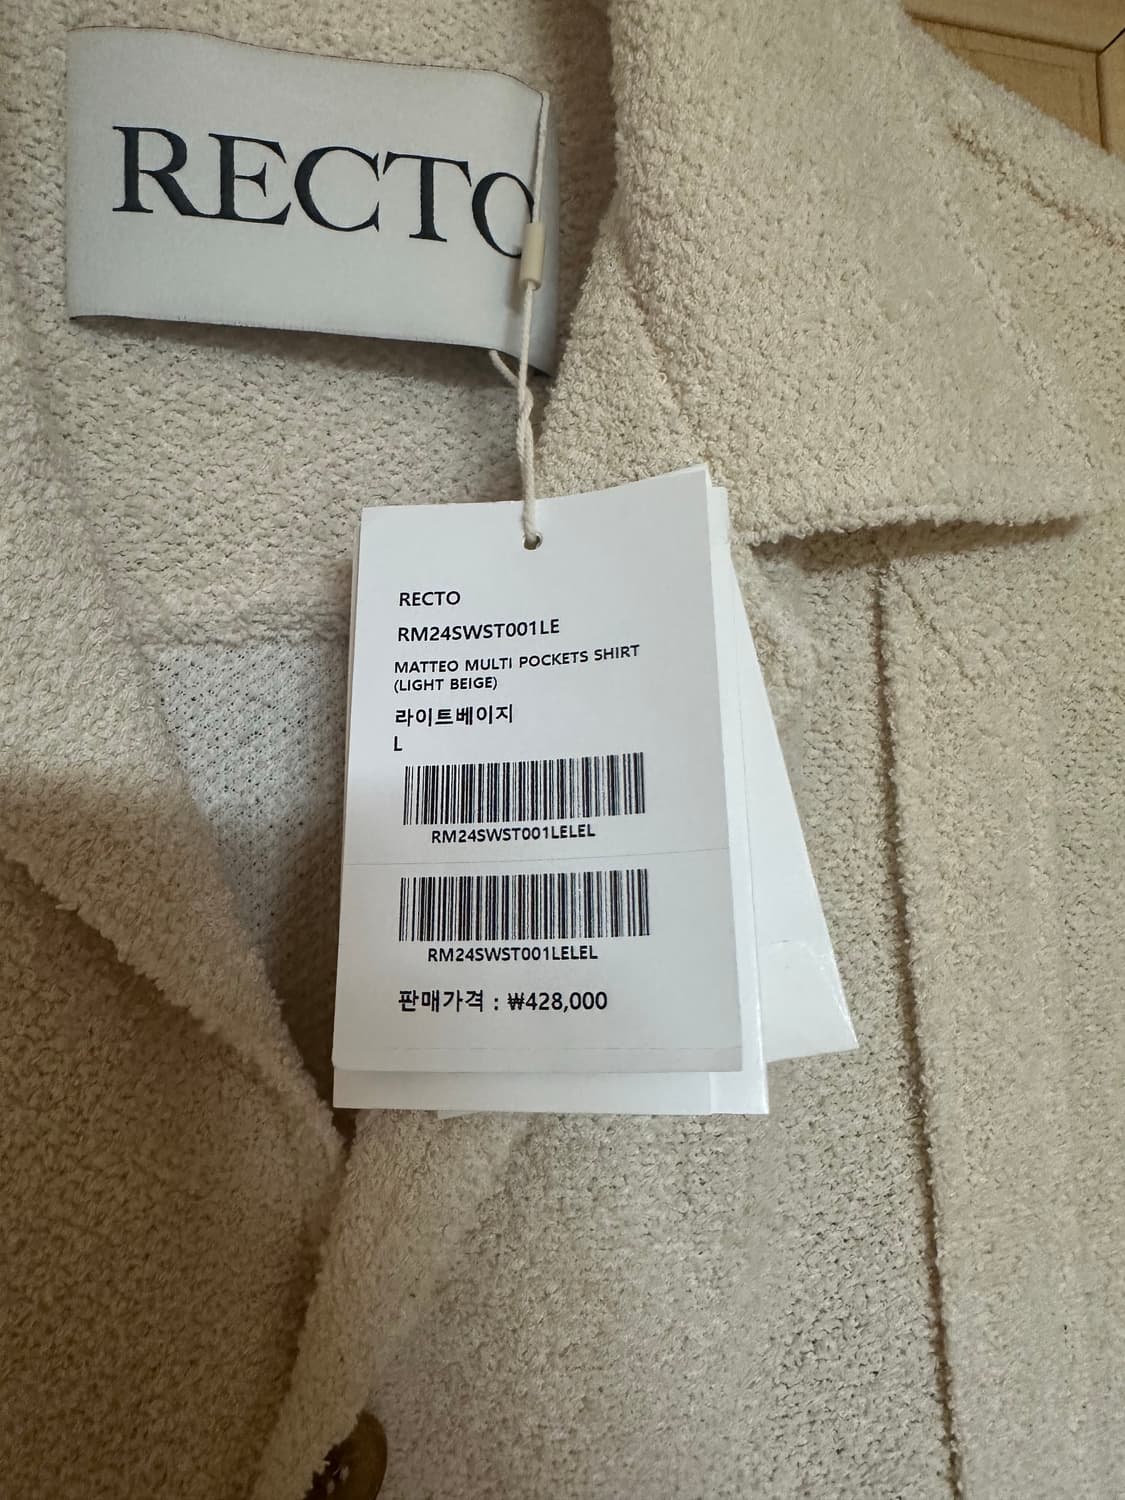 RECTO
RECTO
RM24SWST001LE
MATTEO MULTI POCKETS SHIRT
(LIGHT BEIGE)
라이트베이지
L
RM24SWST001LELEL
RM24SWST001LELEL
판매가격 : ₩428,000